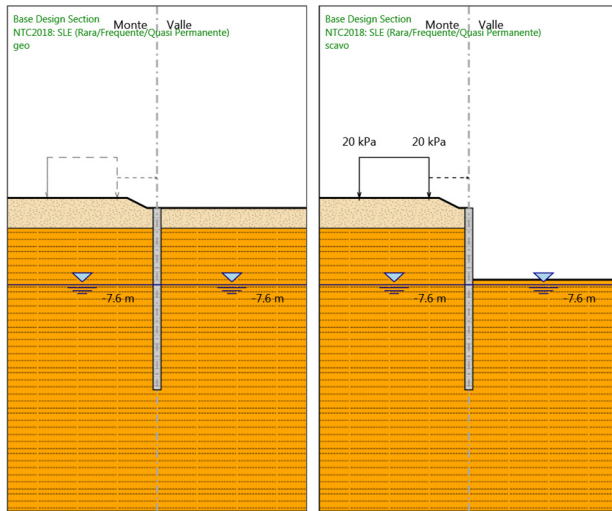 Base Design Section
NTC2018: SLE (Rara/Frequente/Quasi Permanente)
geo
Monte
Valle
-7.6 m
-7.6 m
Base Design Section
NTC2018: SLE (Rara/Frequente/Quasi Permanente)
scavo
Monte
Valle
20 kPa
20 kPa
-7.6 m
-7.6 m